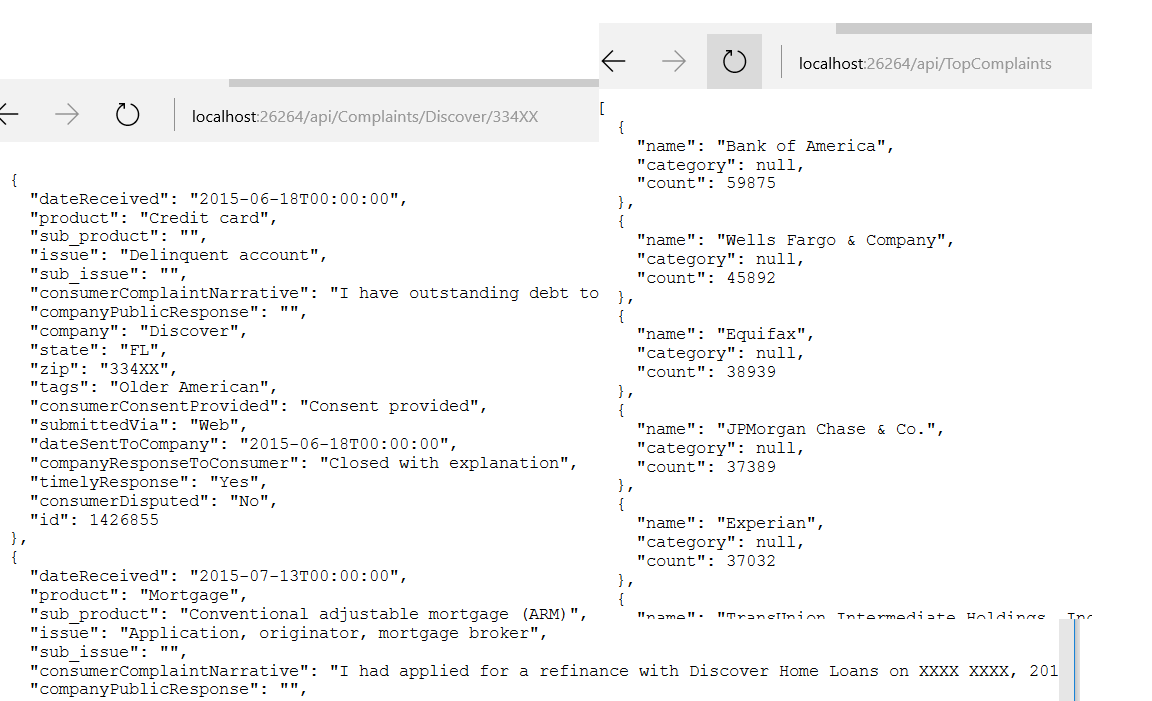 localhost:26264/api/Complaints/Discover/334XX
{
"dateReceived": "2015-06-18T00:00:00",
"product": "Credit card",
"sub_product": "",
"issue": "Delinquent account",
"sub_issue": "",
"consumerComplaintNarrative": "I have outstanding debt to
"companyPublicResponse": "",
"company": "Discover",
"state": "FL",
"zip": "334XX",
"tags": "Older American",
"consumerConsentProvided": "Consent provided",
"submittedVia": "Web",
"dateSentToCompany": "2015-06-18T00:00:00",
"companyResponseToConsumer": "Closed with explanation",
"timelyResponse": "Yes",
"consumerDisputed": "No",
"id": 1426855
},
{
"dateReceived": "2015-07-13T00:00:00",
"product": "Mortgage",
"sub_product": "Conventional adjustable mortgage (ARM)",
"issue": "Application, originator, mortgage broker",
"sub_issue": "",
"consumerComplaintNarrative": "I had applied for a refinance with Discover Home Loans on XXXX XXXX, 201
"companyPublicResponse": "",
localhost:26264/api/TopComplaints
[
{
"name": "Bank of America",
"category": null,
"count": 59875
},
{
"name": "Wells Fargo & Company",
"category": null,
"count": 45892
},
{
"name": "Equifax",
"category": null,
"count": 38939
},
{
"name": "JPMorgan Chase & Co.",
"category": null,
"count": 37389
},
{
"name": "Experian",
"category": null,
"count": 37032
},
{
"name": "TransUnion Intermediate Holdings, Inc